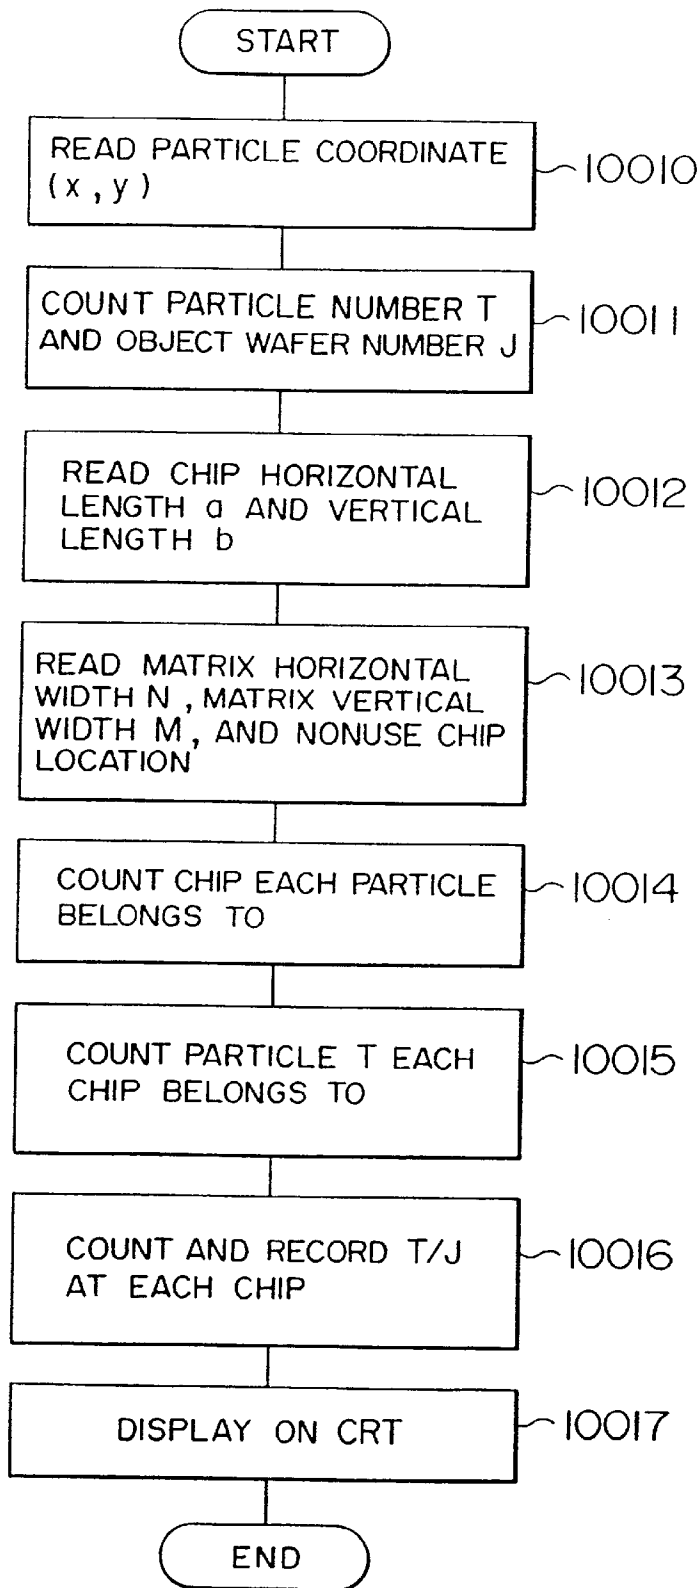 START
READ PARTICLE COORDINATE
(x, y)
10010
COUNT PARTICLE NUMBER T
AND OBJECT WAFER NUMBER J
10011
READ CHIP HORIZONTAL
LENGTH a AND VERTICAL
LENGTH b
10012
READ MATRIX HORIZONTAL
WIDTH N, MATRIX VERTICAL
WIDTH M, AND NONUSE CHIP
LOCATION
10013
COUNT CHIP EACH PARTICLE
BELONGS TO
10014
COUNT PARTICLE T EACH
CHIP BELONGS TO
10015
COUNT AND RECORD T/J
AT EACH CHIP
10016
DISPLAY ON CRT
10017
END